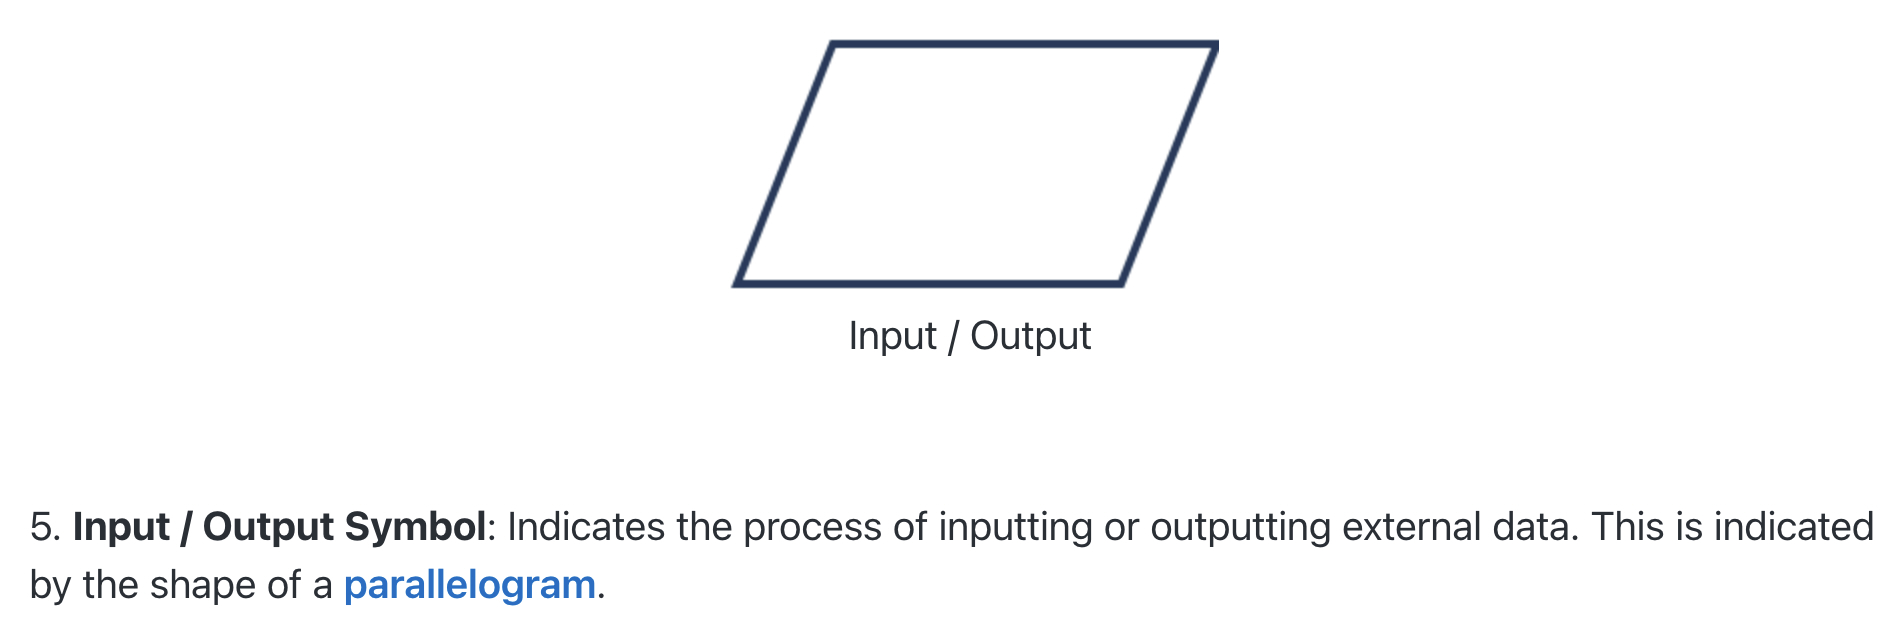 Input / Output
5. Input / Output Symbol: Indicates the process of inputting or outputting external data. This is indicated
by the shape of a parallelogram.